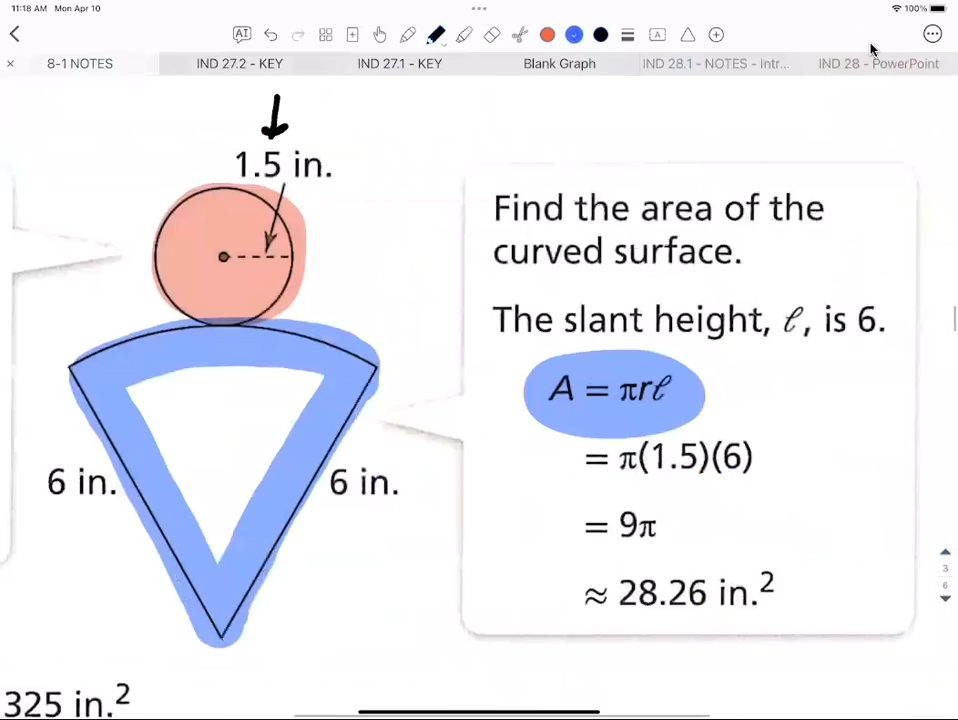 11:18 AM Mon Apr 10
100%
AI
A
× 8-1 NOTES IND 27.2 - KEY IND 27.1 - KEY Blank Graph IND 28.1 - NOTES - Intr... IND 28 - PowerPoint
1.5 in.
6 in. 6 in.
325 in.²
Find the area of the
curved surface.
The slant height, ℓ, is 6.
A = πrℓ
= π(1.5)(6)
= 9π
≈ 28.26 in.²
3
6